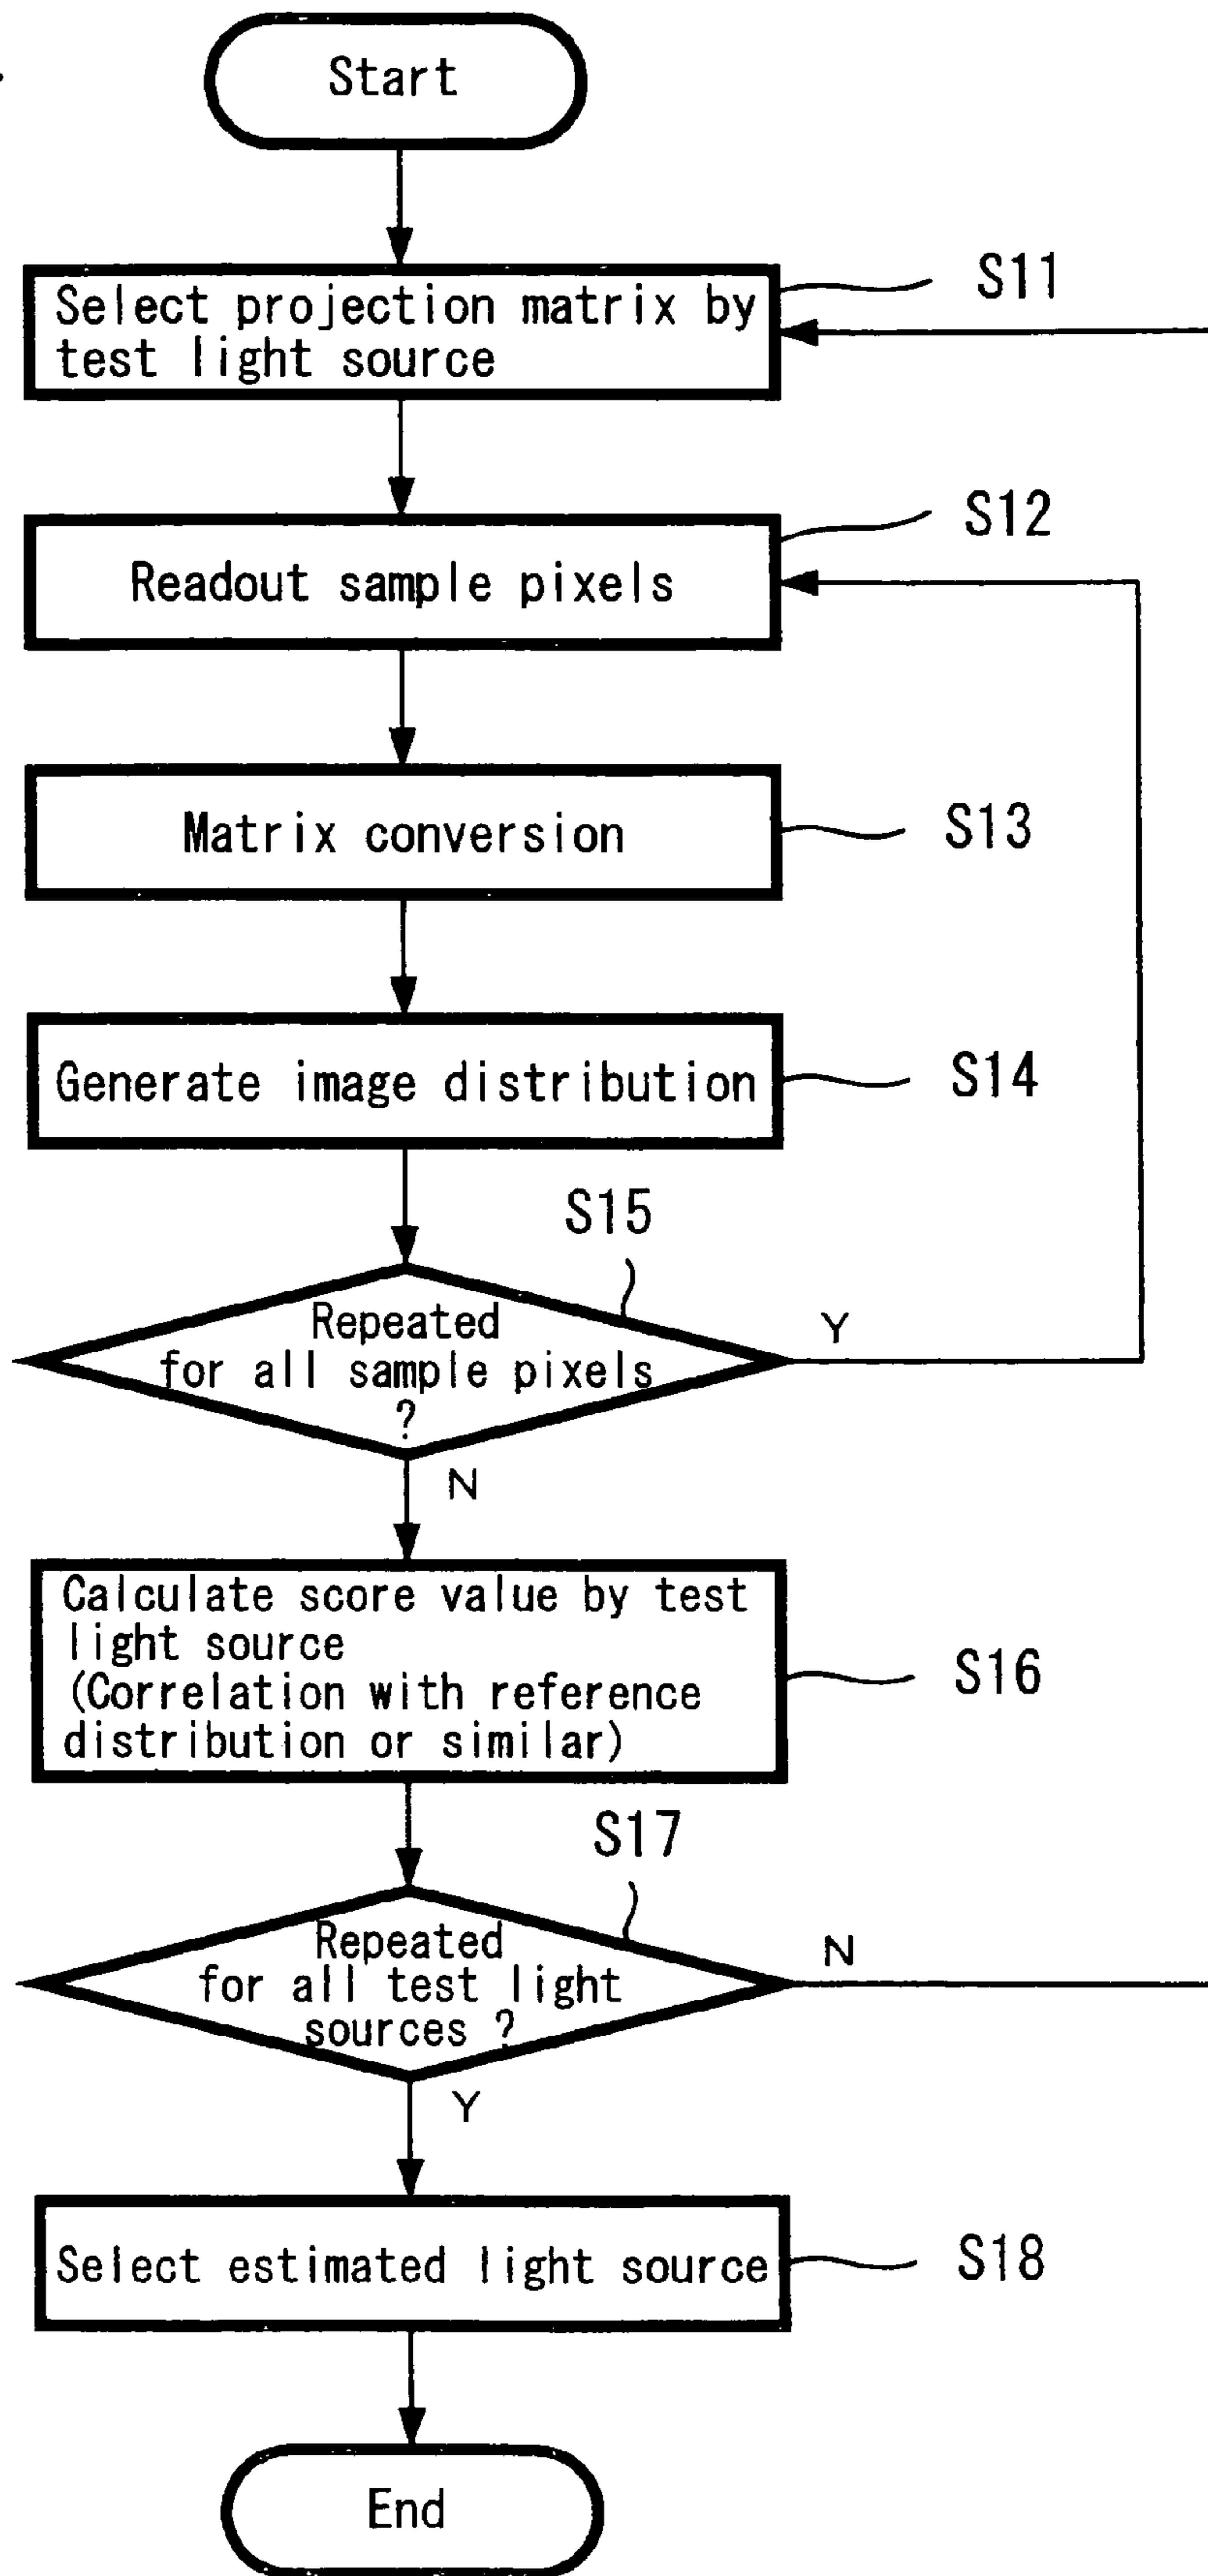 Start
Select projection matrix by
test light source
S11
Readout sample pixels
S12
Matrix conversion
S13
Generate image distribution
S14
S15
Repeated
for all sample pixels
?
Y
N
Calculate score value by test
light source
(Correlation with reference
distribution or similar)
S16
S17
Repeated
for all test light
sources ?
N
Y
Select estimated light source
S18
End